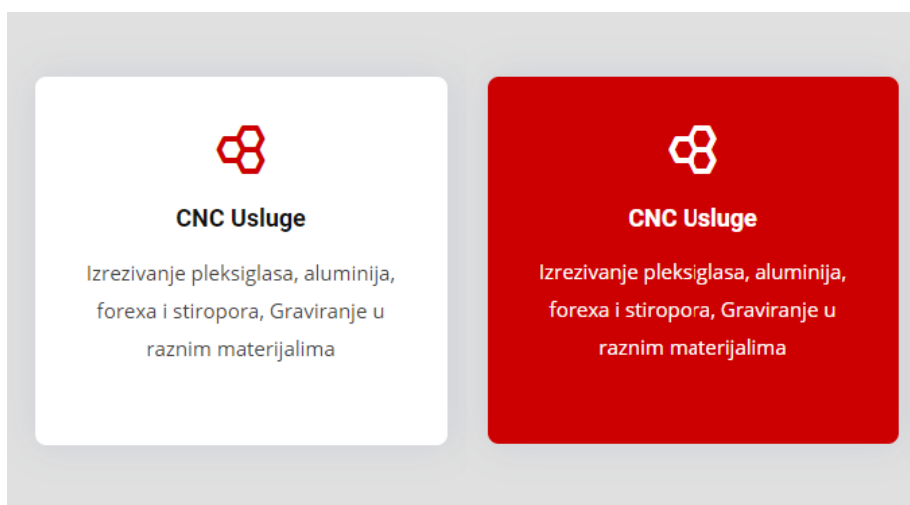 CNC Usluge
Izrezivanje pleksiglasa, aluminija,
forexa i stiropora, Graviranje u
raznim materijalima
CNC Usluge
Izrezivanje pleksiglasa, aluminija,
forexa i stiropora, Graviranje u
raznim materijalima